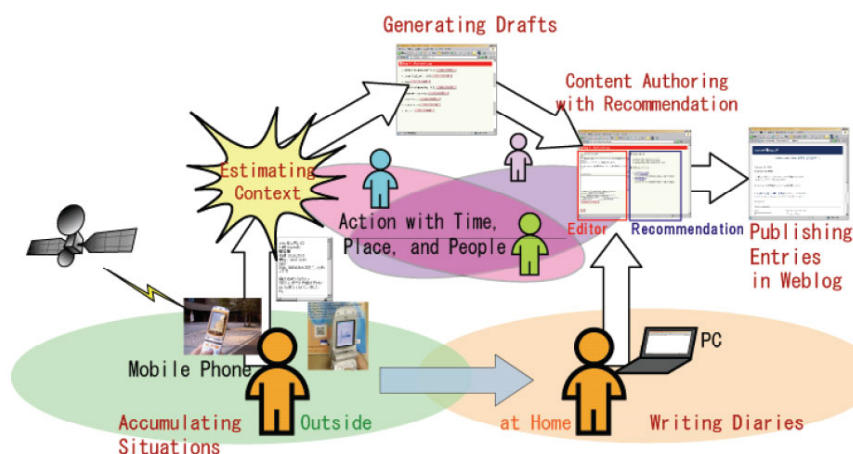 Generating Drafts
Content Authoring
with Recommendation
Estimating
Context
Action with Time,
Place, and People
Editor
Recommendation
Publishing
Entries
in Weblog
Mobile Phone
PC
Accumulating
Situations
Outside
at Home
Writing Diaries